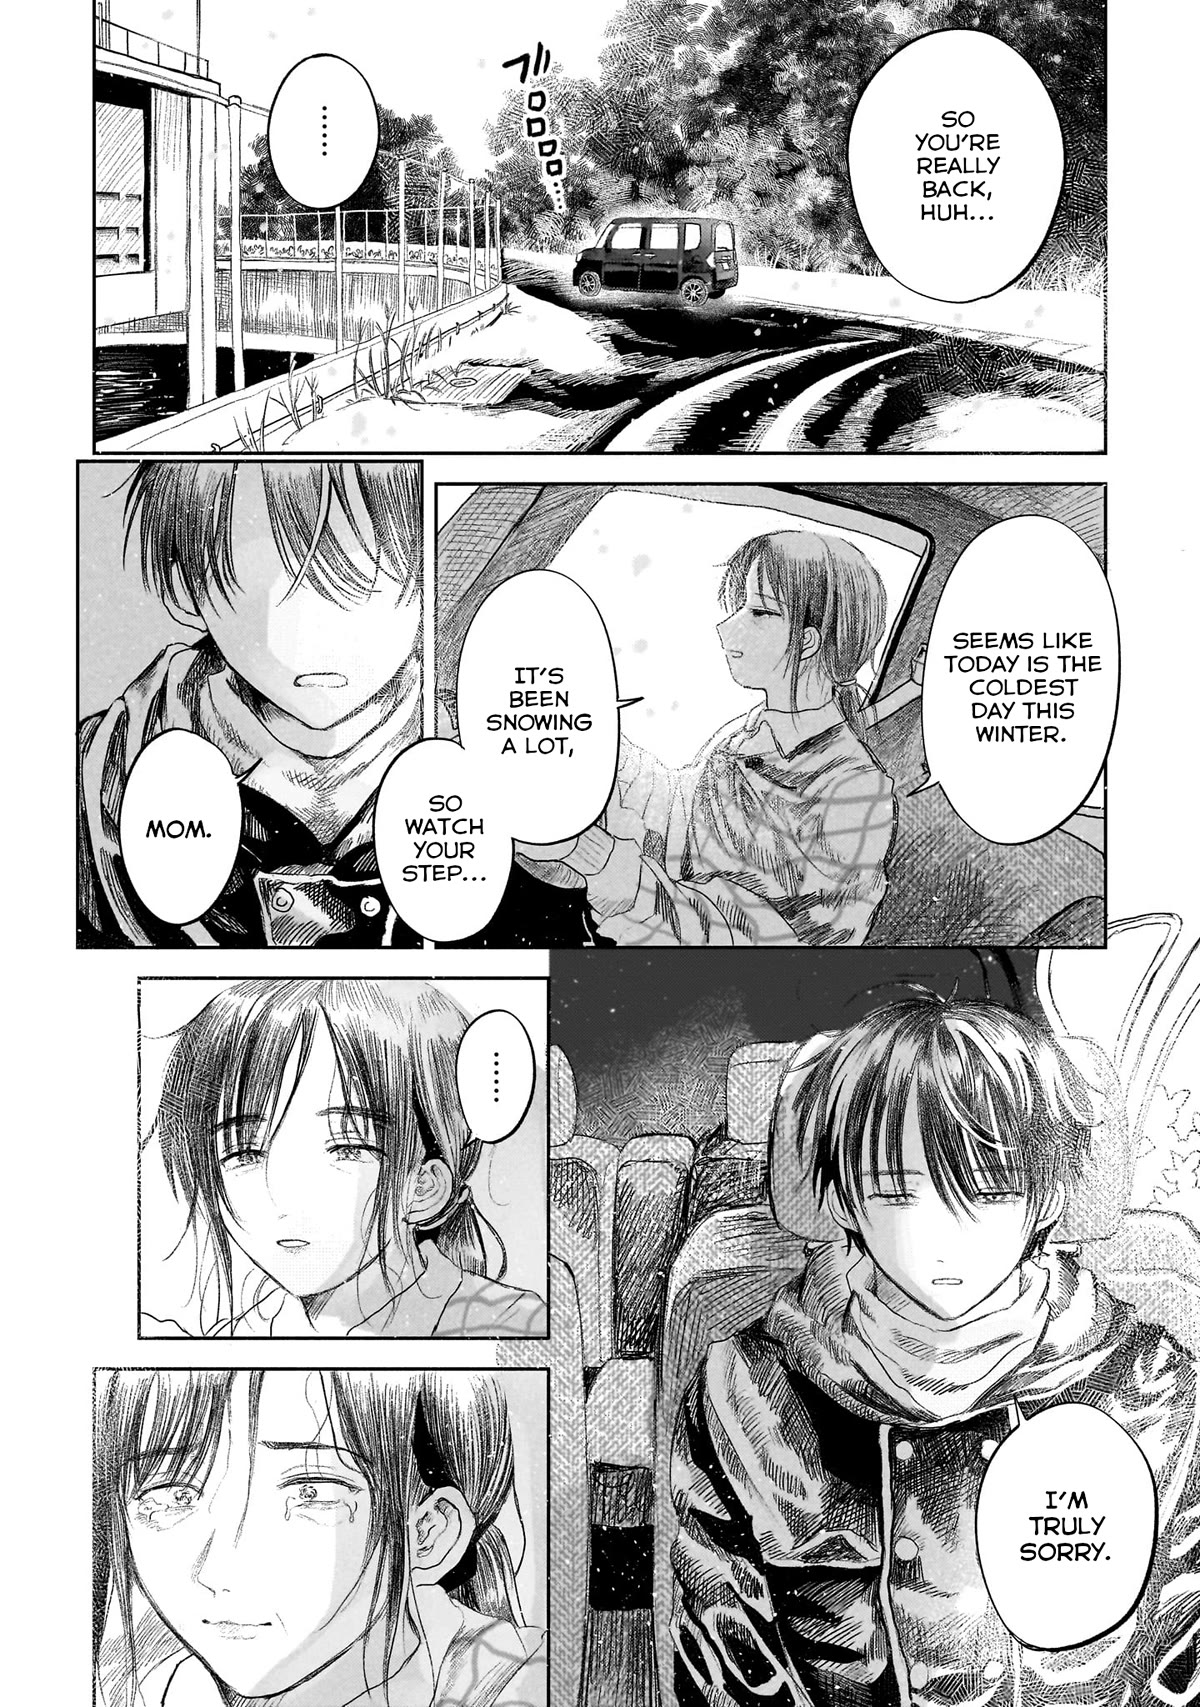 SO
YOU'RE
REALLY
BACK,
HUH...
ブロロロロ…
......
SEEMS LIKE
TODAY IS THE
COLDEST
DAY THIS
WINTER.
IT'S
BEEN
SNOWING
A LOT,
SO
WATCH
YOUR
STEP...
MOM.
I'M
TRULY
SORRY.
......